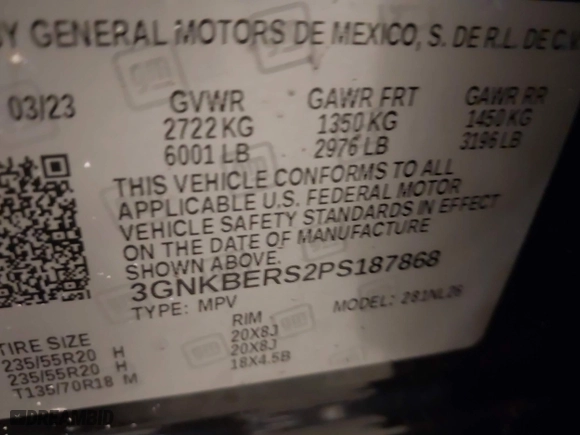 BY GENERAL MOTORS DE MEXICO, S. DE R.L. DE C.V
03/23 GVWR GAWR FRT GAWR RR
2722 KG 1350 KG 1450 KG
6001 LB 2976 LB 3196 LB
THIS VEHICLE CONFORMS TO ALL
APPLICABLE U.S. FEDERAL MOTOR
VEHICLE SAFETY STANDARDS IN EFFECT
ON THE DATE OF MANUFACTURE
SHOWN ABOVE.
3GNKBERS2PS187868
TYPE: MPV MODEL: 281NL26
TIRE SIZE RIM
235/55R20 H 20X8J
235/55R20 H 20X8J
T135/70R18 M 18X4.5B